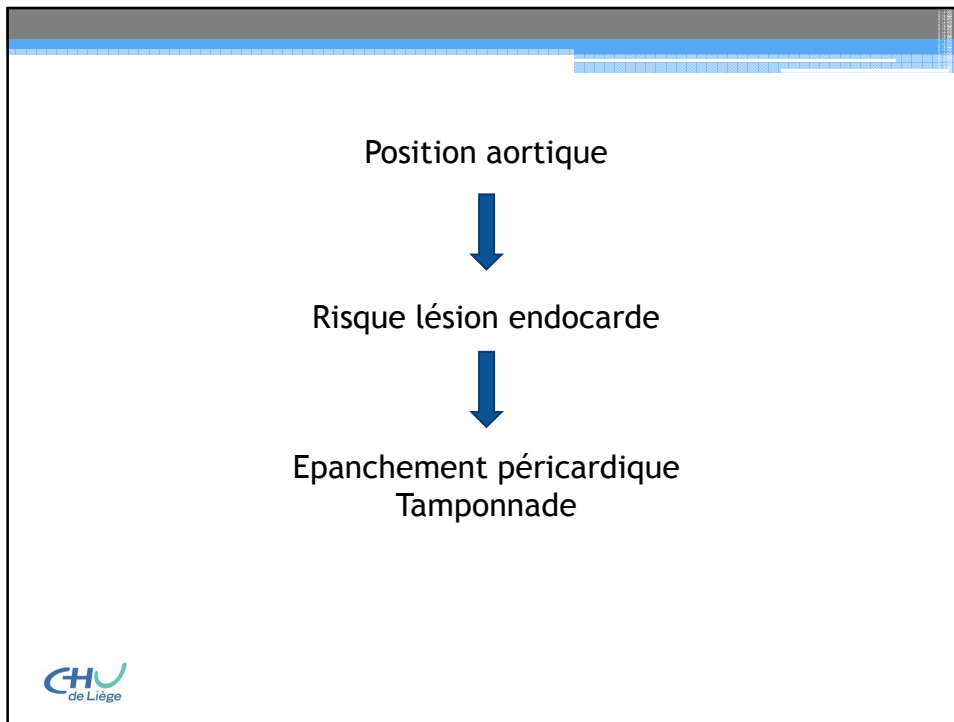 Position aortique
Risque lésion endocarde
Epanchement péricardique
Tamponnade
CHU
de Liège